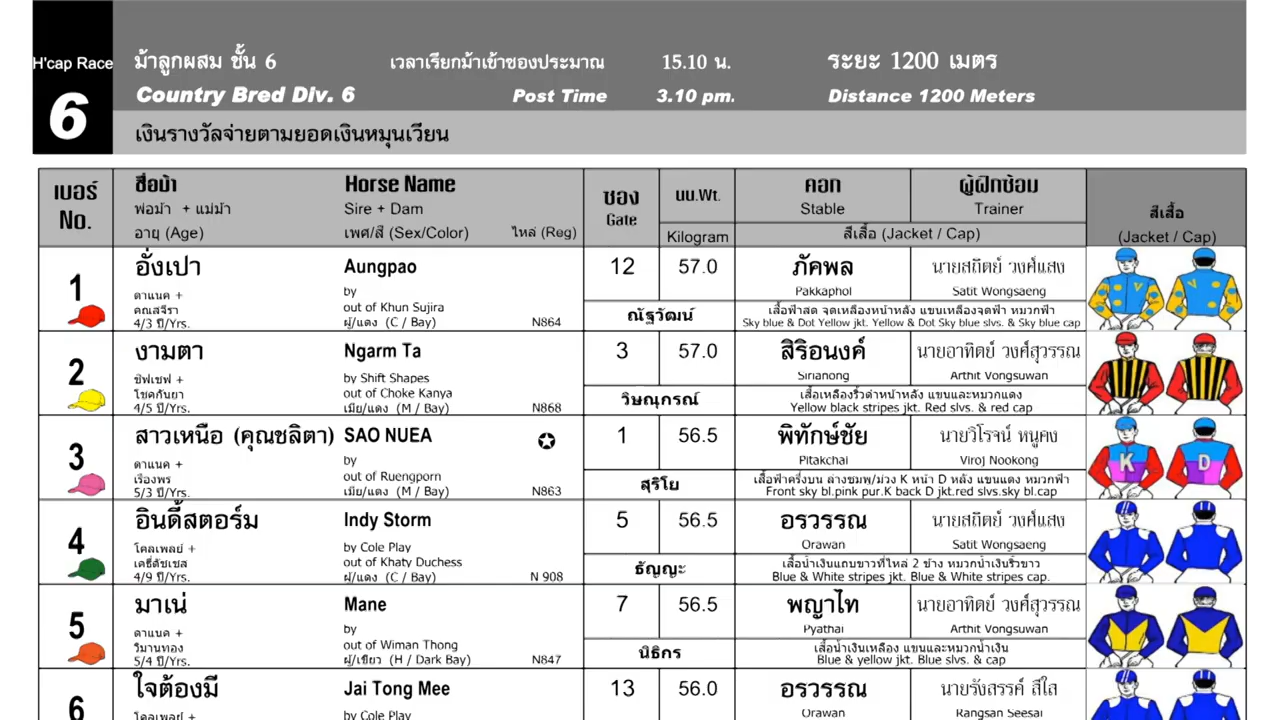 H'cap Race ม้าลูกผสม ชั้น 6 เวลาเรียกม้าเข้าซองประมาณ 15.10 น. ระยะ 1200 เมตร
6 Country Bred Div. 6 Post Time 3.10 pm. Distance 1200 Meters
เงินรางวัลจ่ายตามยอดเงินหมุนเวียน
เบอร์ No. ชื่อม้า Horse Name ซอง Gate นน.Wt. คอก Stable ผู้ฝึกซ้อม Trainer สีเสื้อ
พ่อม้า + แม่ม้า Sire + Dam
อายุ (Age) เพศ/สี (Sex/Color) ไหล่ (Reg) Kilogram สีเสื้อ (Jacket / Cap) (Jacket / Cap)
1 อั่งเปา Aungpao 12 57.0 ภัคพล นายสถิตย์ วงศ์แสง
Pakkaphol Satit Wongsaeng
ดาแนค + by
คณสุจีรา out of Khun Sujira ณัฐวัฒน์ เสื้อฟ้าสด จุดเหลืองหน้าหลัง แขนเหลืองจุดฟ้า หมวกฟ้า
4/3 ปี/Yrs. ผู้/แดง (C / Bay) N864 Sky blue & Dot Yellow jkt. Yellow & Dot Sky blue slvs. & Sky blue cap
V
2 งามตา Ngarm Ta 3 57.0 สิริอนงค์ นายอาทิตย์ วงศ์สุวรรณ
ชิฟเชฟ + by Shift Shapes Sirianong Arthit Vongsuwan
โชคกันยา out of Choke Kanya วิษณุกรณ์ เสื้อเหลืองริ้วดำหน้าหลัง แขนและหมวกแดง
4/5 ปี/Yrs. เมีย/แดง (M / Bay) N868 Yellow black stripes jkt. Red slvs. & red cap
3 สาวเหนือ (คุณชลิตา) SAO NUEA 1 56.5 พิทักษ์ชัย นายวิโรจน์ หนูคง
ดาแนค + by Pitakchai Viroj Nookong
เรืองพร out of Ruengporn สุริโย เสื้อฟ้าครึ่งบน ล่างชมพู/ม่วง K หน้า D หลัง แขนแดง หมวกฟ้า
5/3 ปี/Yrs. เมีย/แดง (M / Bay) N863 Front sky bl.pink pur.K back D jkt.red slvs.sky bl.cap
K D
4 อินดี้สตอร์ม Indy Storm 5 56.5 อรวรรณ นายสถิตย์ วงศ์แสง
โคลเพลย์ + by Cole Play Orawan Satit Wongsaeng
เคธี่ดัชเชส out of Khaty Duchess ธัญญะ เสื้อน้ำเงินแถบขาวที่ไหล่ 2 ข้าง หมวกน้ำเงินริ้วขาว
4/9 ปี/Yrs. ผู้/แดง (C / Bay) N 908 Blue & White stripes jkt. Blue & White stripes cap.
5 มาเน่ Mane 7 56.5 พญาไท นายอาทิตย์ วงศ์สุวรรณ
ดาแนค + by Pyathai Arthit Vongsuwan
วิมานทอง out of Wiman Thong นิธิกร เสื้อน้ำเงินเหลือง แขนและหมวกน้ำเงิน
5/4 ปี/Yrs. ผู้/เขียว (H / Dark Bay) N847 Blue & yellow jkt. Blue slvs. & cap
6 ใจต้องมี Jai Tong Mee 13 56.0 อรวรรณ นายรังสรรค์ สีใส
โคลเพลย์ + by Cole Play Orawan Rangsan Seesai